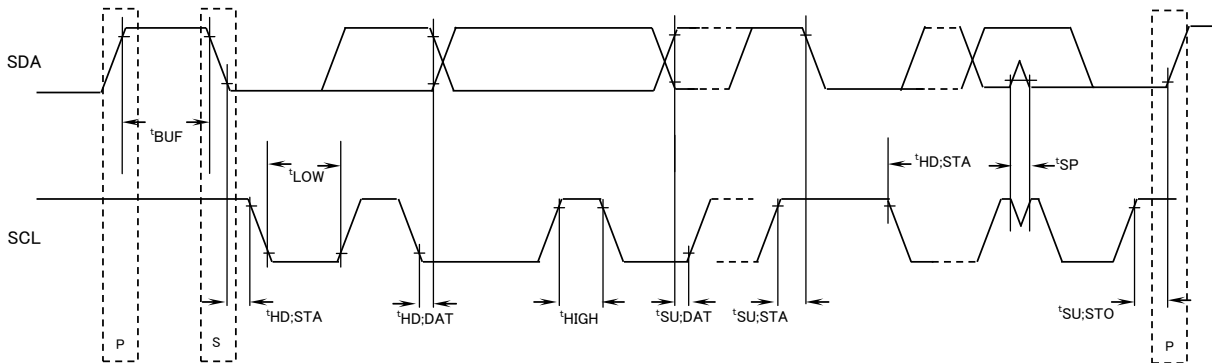 SDA
tBUF
tLOW
tHD;STA
tSP
SCL
tHD;STA
tHD;DAT
tHIGH
tSU;DAT
tSU;STA
tSU;STO
P
S
P